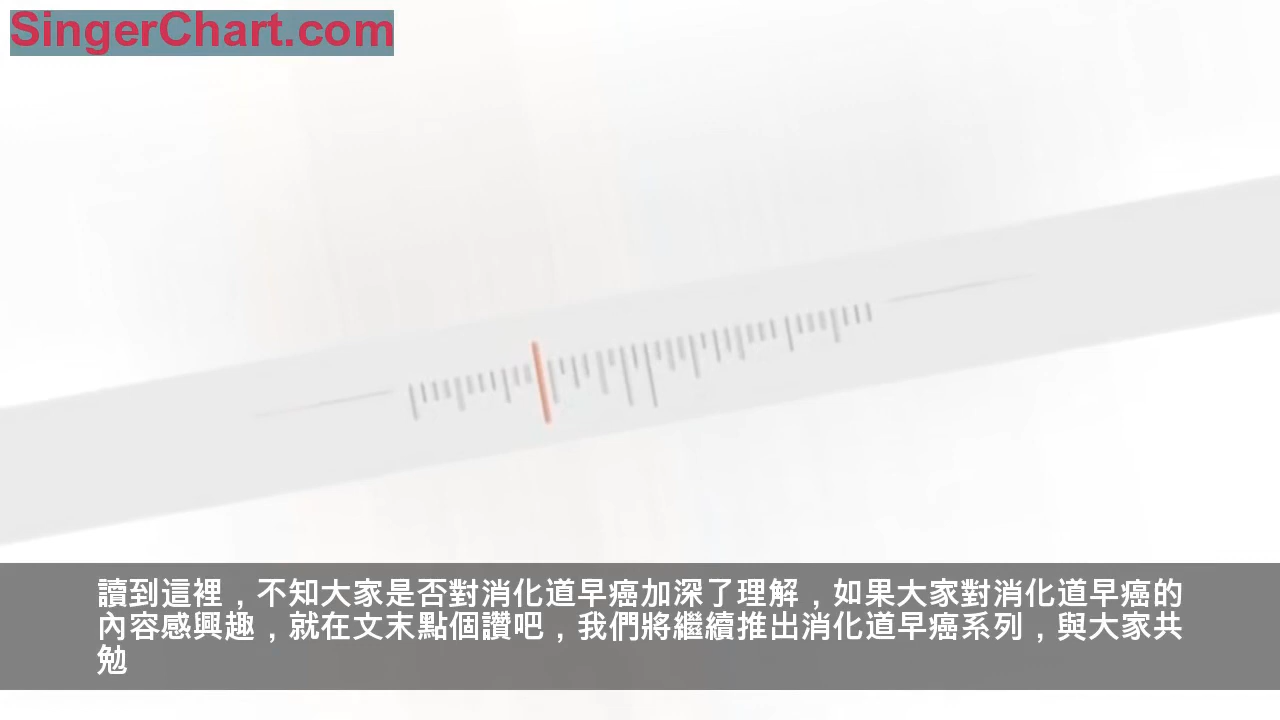 SingerChart.com
讀到這裡，不知大家是否對消化道早癌加深了理解，如果大家對消化道早癌的
內容感興趣，就在文末點個讚吧，我們將繼續推出消化道早癌系列，與大家共
勉